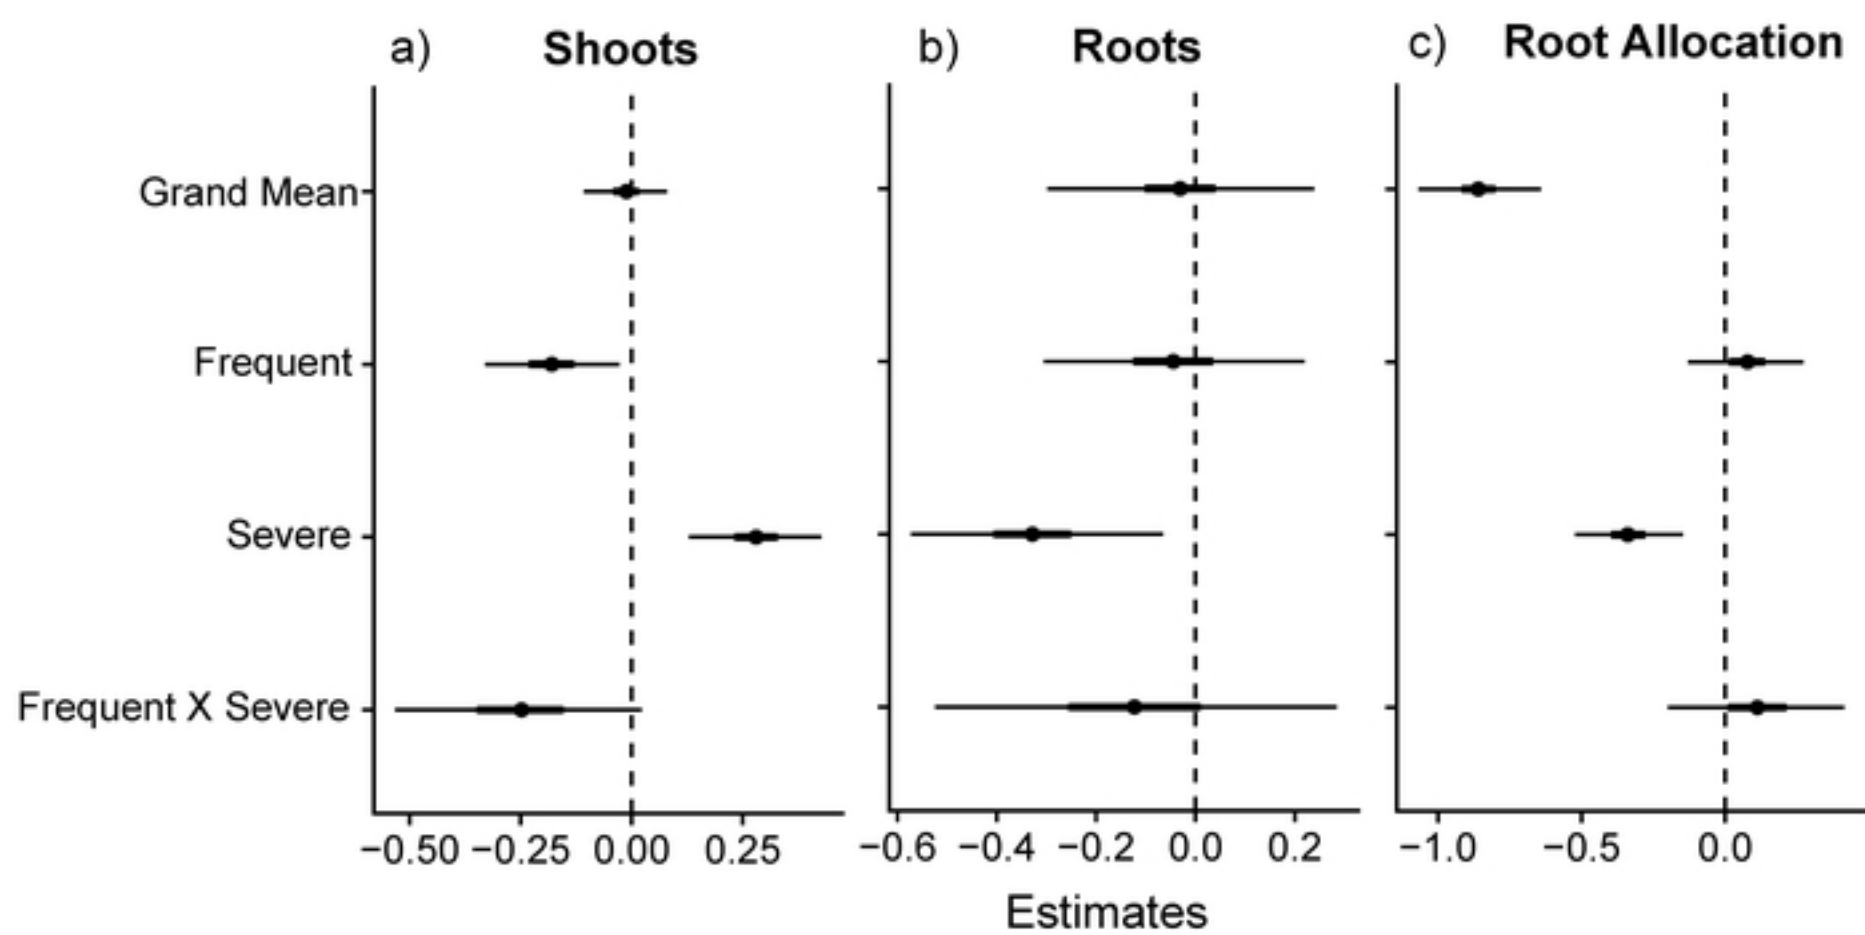 a) Shoots b) Roots c) Root Allocation
Grand Mean
Frequent
Severe
Frequent X Severe
−0.50 −0.25 0.00 0.25 −0.6 −0.4 −0.2 0.0 0.2 −1.0 −0.5 0.0
Estimates